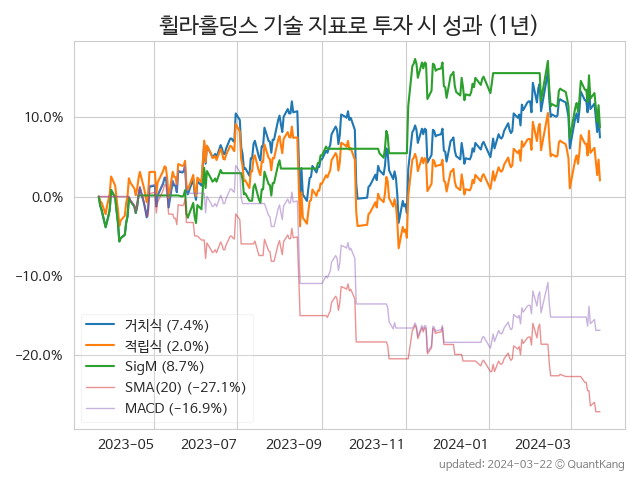 휠라홀딩스 기술 지표로 투자 시 성과 (1년)
10.0%
0.0%
−10.0%
−20.0%
거치식 (7.4%)
적립식 (2.0%)
SigM (8.7%)
SMA(20) (−27.1%)
MACD (−16.9%)
2023-05 2023-07 2023-09 2023-11 2024-01 2024-03
updated: 2024-03-22 © QuantKang